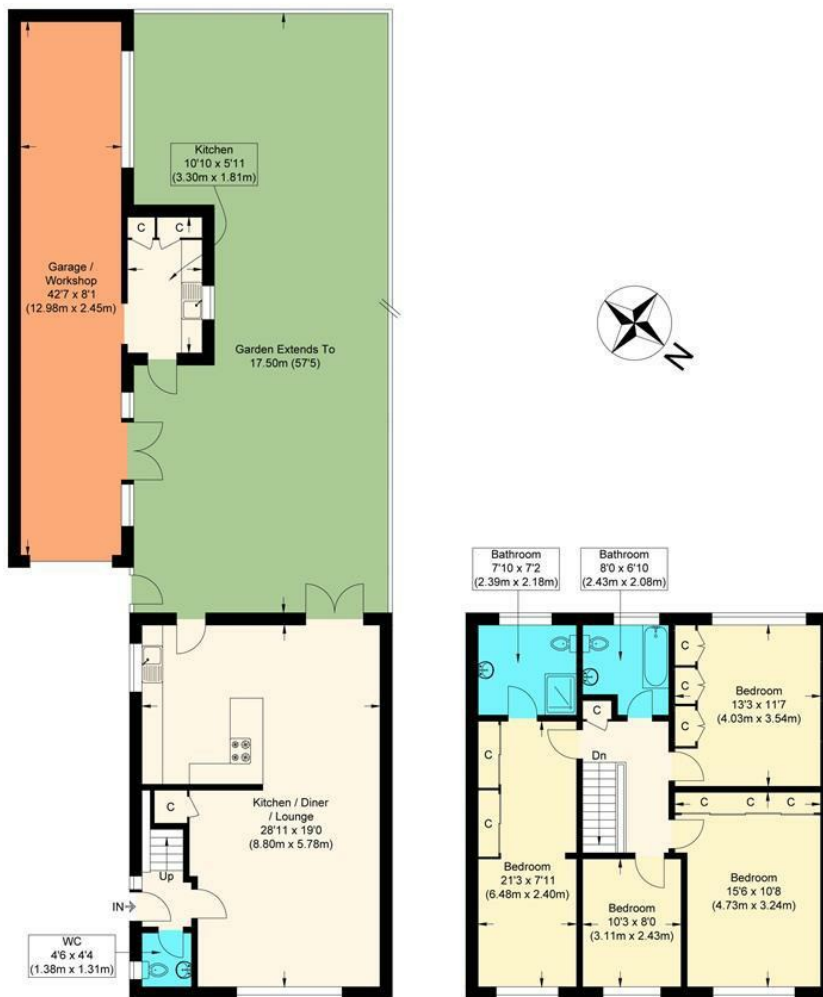 Kitchen
10'10 x 5'11
(3.30m x 1.81m)
C
C
Garage /
Workshop
42'7 x 8'1
(12.98m x 2.45m)
Garden Extends To
17.50m (57'5)
N
Kitchen / Diner
/ Lounge
28'11 x 19'0
(8.80m x 5.78m)
C
Up
IN
WC
4'6 x 4'4
(1.38m x 1.31m)
Bathroom
7'10 x 7'2
(2.39m x 2.18m)
Bathroom
8'0 x 6'10
(2.43m x 2.08m)
C
C
C
Bedroom
13'3 x 11'7
(4.03m x 3.54m)
C
Dn
C
C
C
C
C
Bedroom
21'3 x 7'11
(6.48m x 2.40m)
Bedroom
10'3 x 8'0
(3.11m x 2.43m)
Bedroom
15'6 x 10'8
(4.73m x 3.24m)